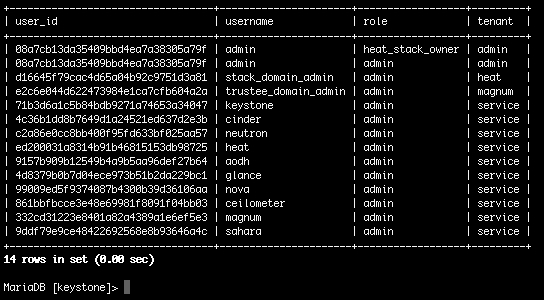 user_id | username | role | tenant |
| 08a7cb13da35409bbd4ea7a38305a79f | admin | heat_stack_owner | admin |
| 08a7cb13da35409bbd4ea7a38305a79f | admin | admin | admin |
| d16645f79cac4d65a04b92c9751d3a81 | stack_domain_admin | admin | heat |
| e2c6e044d622473984e1ca7cfb604a2a | trustee_domain_admin | admin | magnum |
| 71b3d6a1c5b84bdb9271a74653a34047 | keystone | admin | service |
| 4c36b1dd8b7649d1a24521ed637d2e3b | cinder | admin | service |
| c2a86e0cc8bb400f95fd633bf025aa57 | neutron | admin | service |
| ed200031a8314b91b46815153db98725 | heat | admin | service |
| 9157b909b12549b4a9b5aa96def27b64 | aodh | admin | service |
| 4d8379b0b7d04ece973b51b2da229bc1 | glance | admin | service |
| 99009ed5f9374087b4300b39d36106aa | nova | admin | service |
| 861bbfbcce3e48e69981f8091f04bb03 | ceilometer | admin | service |
| 332cd31223e8401a82a4389a1e6ef5e3 | magnum | admin | service |
| 9ddf79e9ce48422692568e8b93646a4c | sahara | admin | service |
14 rows in set (0.00 sec)
MariaDB [keystone]>